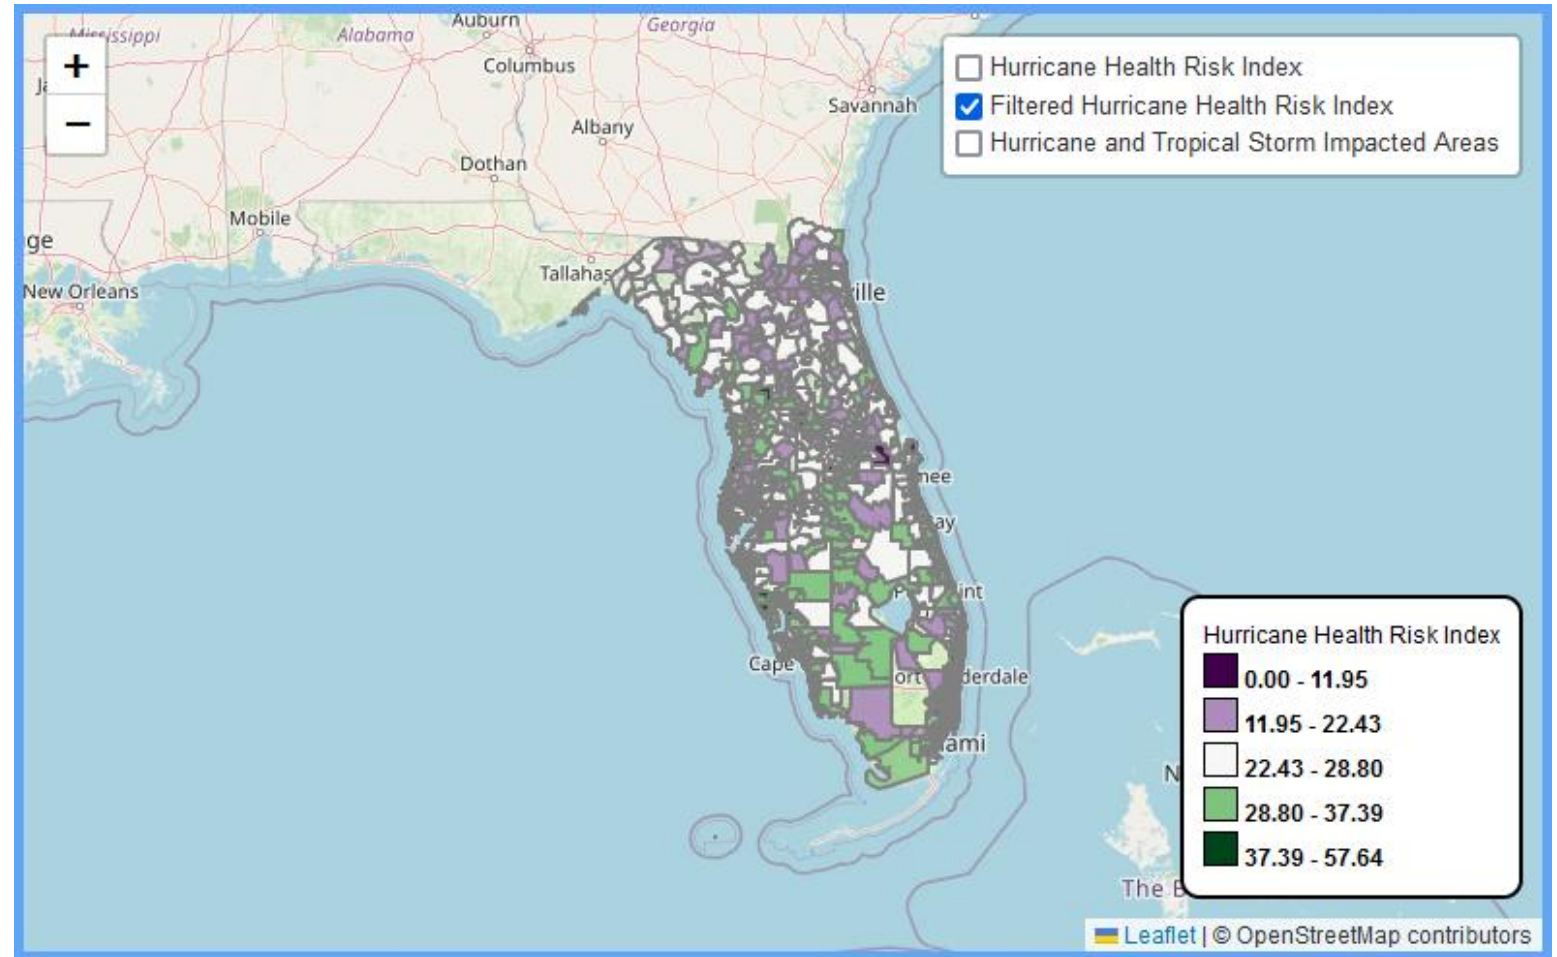 Mississippi
Alabama
Auburn
Georgia
Columbus
Savannah
Albany
Dothan
Mobile
ge
Tallahas
New Orleans
ville
mee
ay
P
int
Cape
ort
derdale
ami
N
The B
+
−
Hurricane Health Risk Index
Filtered Hurricane Health Risk Index
Hurricane and Tropical Storm Impacted Areas
Hurricane Health Risk Index
0.00 - 11.95
11.95 - 22.43
22.43 - 28.80
28.80 - 37.39
37.39 - 57.64
Leaflet | © OpenStreetMap contributors